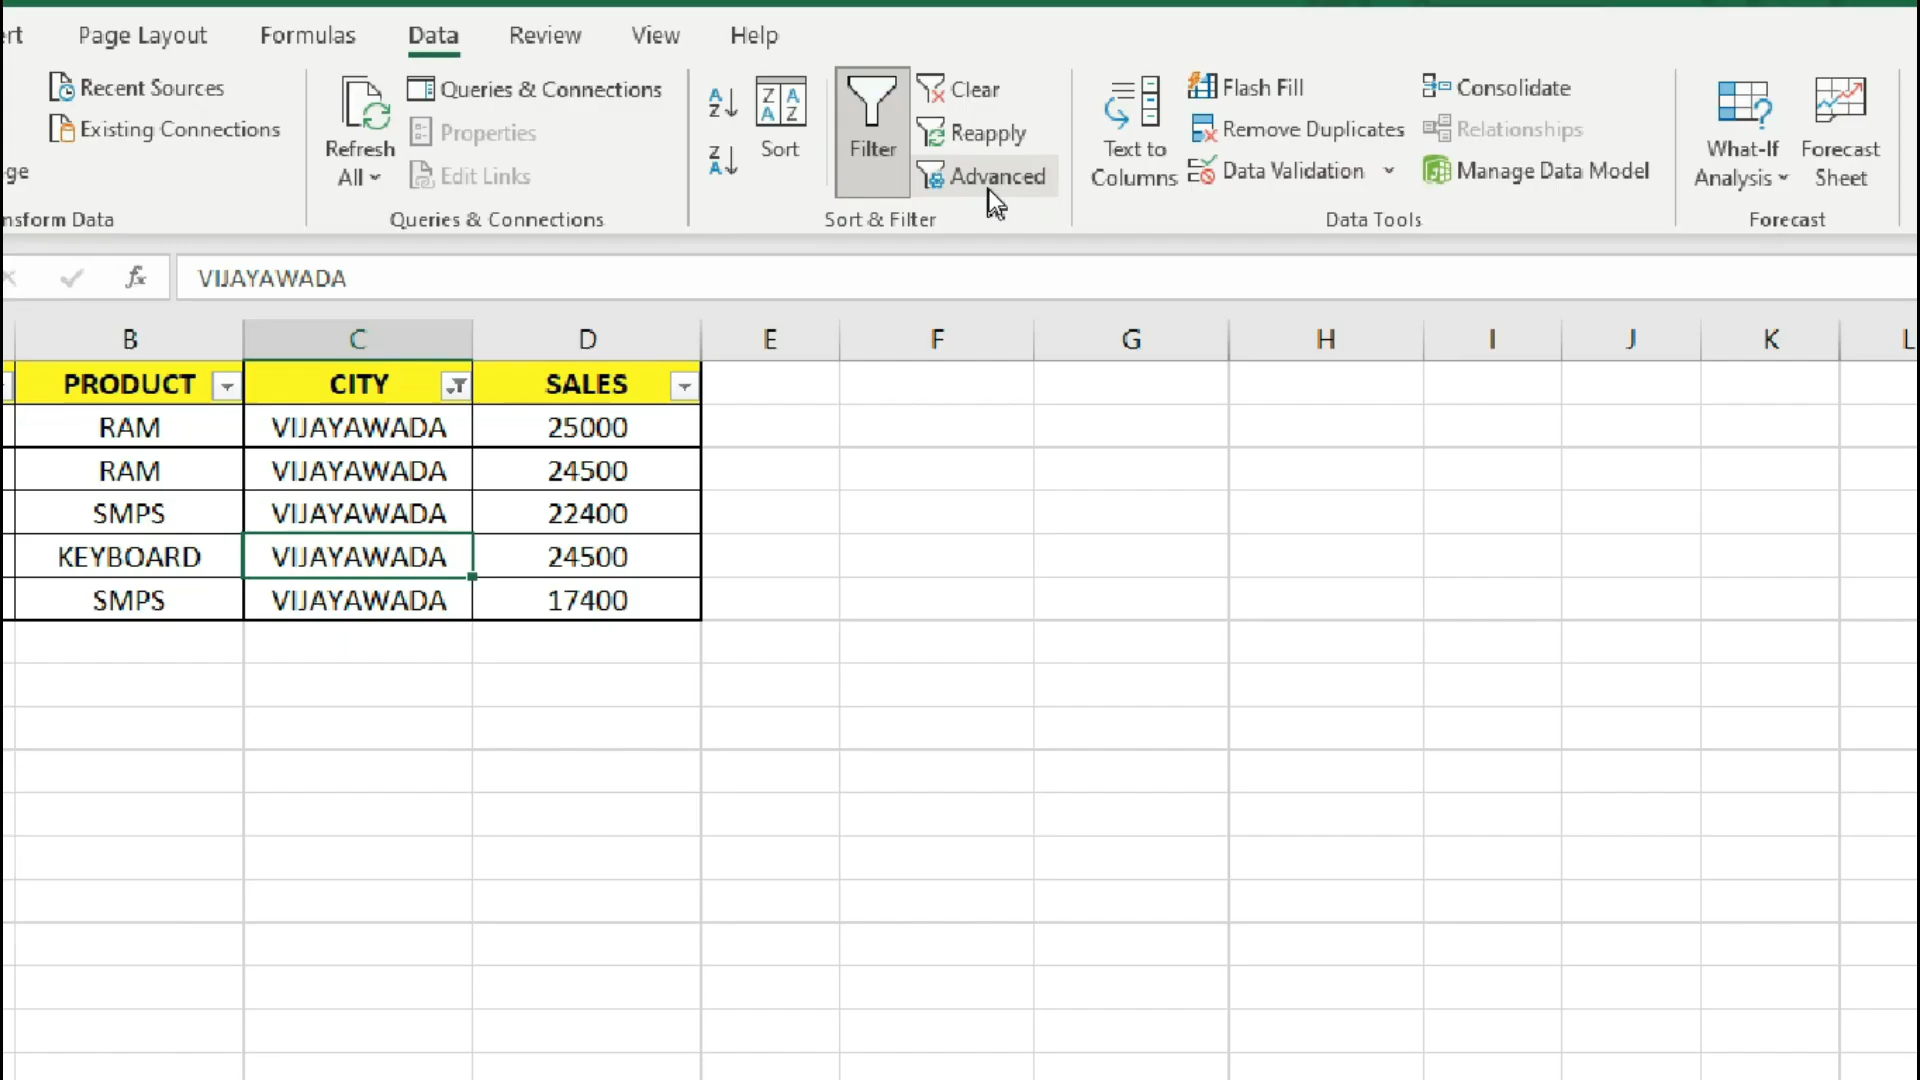 rt Page Layout Formulas Data Review View Help
Recent Sources
Existing Connections
ge
nsform Data
Refresh
All
Queries & Connections
Properties
Edit Links
Queries & Connections
Sort
Filter
Clear
Reapply
Advanced
Sort & Filter
Text to
Columns
Flash Fill
Remove Duplicates
Data Validation
Consolidate
Relationships
Manage Data Model
Data Tools
What-If
Analysis
Forecast
Sheet
Forecast
fx VIJAYAWADA
B C D E F G H I J K L
PRODUCT CITY SALES
RAM VIJAYAWADA 25000
RAM VIJAYAWADA 24500
SMPS VIJAYAWADA 22400
KEYBOARD VIJAYAWADA 24500
SMPS VIJAYAWADA 17400